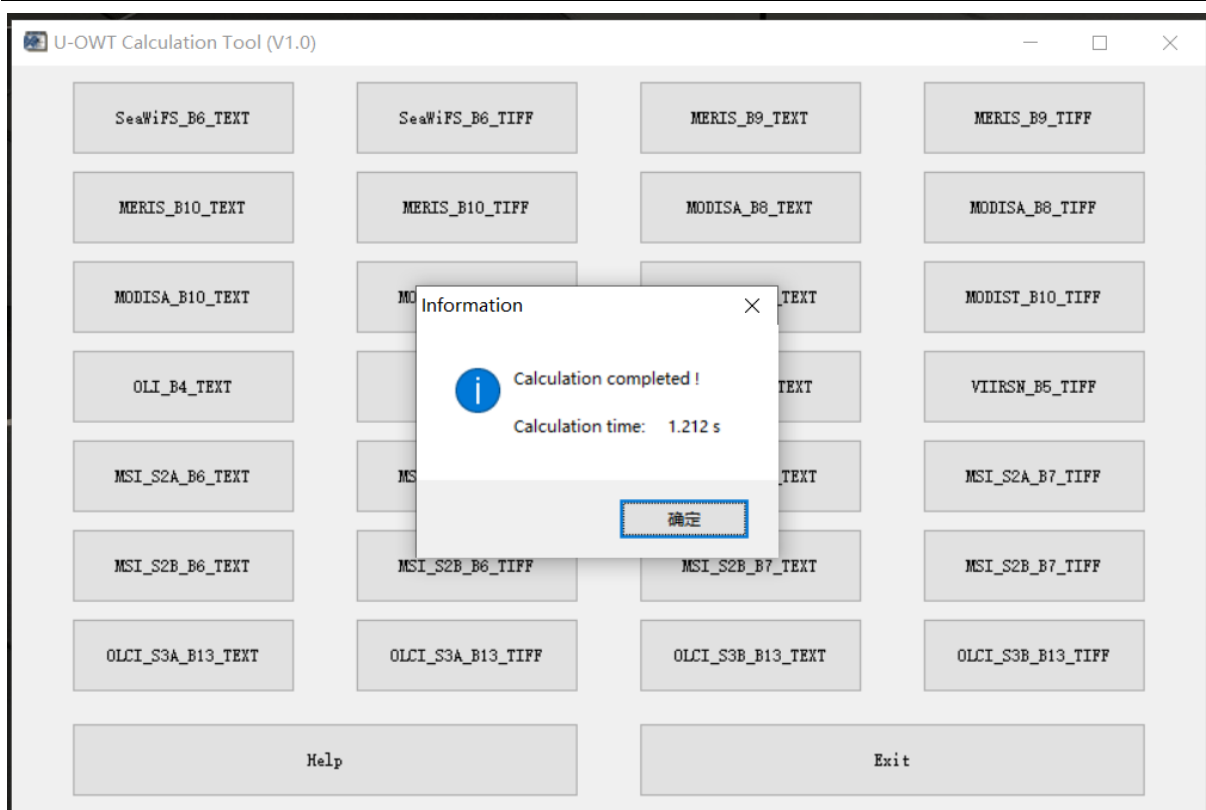 U-OWT Calculation Tool (V1.0)
SeaWiFS_B6_TEXT
SeaWiFS_B6_TIFF
MERIS_B9_TEXT
MERIS_B9_TIFF
MERIS_B10_TEXT
MERIS_B10_TIFF
MODISA_B8_TEXT
MODISA_B8_TIFF
MODISA_B10_TEXT
MO
_TEXT
MODIST_B10_TIFF
Information
Calculation completed !
Calculation time: 1.212 s
确定
OLI_B4_TEXT
TEXT
VIIRSN_B5_TIFF
MSI_S2A_B6_TEXT
MS
_TEXT
MSI_S2A_B7_TIFF
MSI_S2B_B6_TEXT
MSI_S2B_B6_TIFF
MSI_S2B_B7_TEXT
MSI_S2B_B7_TIFF
OLCI_S3A_B13_TEXT
OLCI_S3A_B13_TIFF
OLCI_S3B_B13_TEXT
OLCI_S3B_B13_TIFF
Help
Exit